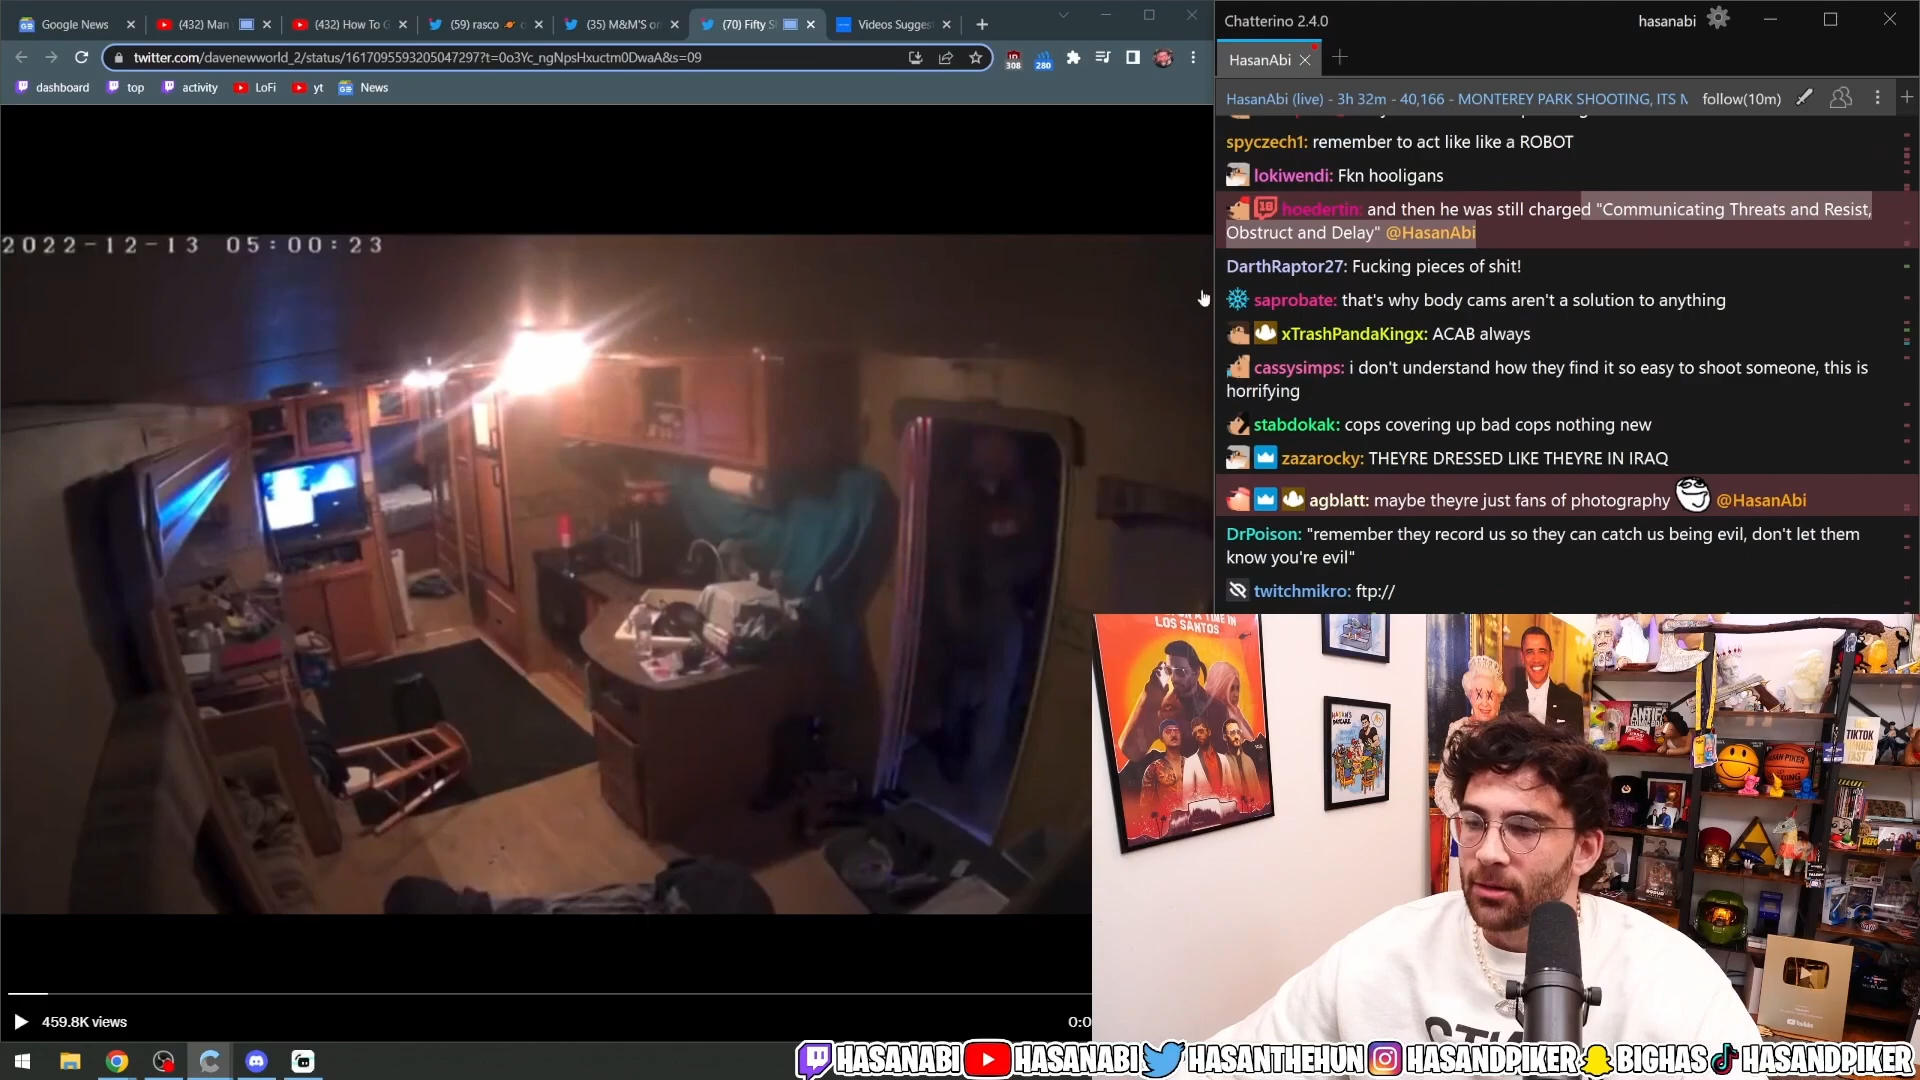 Google News
(432) Man
(432) How To G
(59) rasco
(35) M&M'S on
(70) Fifty S
Videos Sugges
twitter.com/davenewworld_2/status/1617095593205047297?t=0o3Yc_ngNpsHxuctm0DwaA&s=09
308
280
dashboard
top
activity
LoFi
yt
News
2022-12-13 05:00:23
459.8K views
0:0
Chatterino 2.4.0
hasanabi
HasanAbi
HasanAbi (live) - 3h 32m - 40,166 - MONTEREY PARK SHOOTING, ITS M
follow(10m)
spyczech1: remember to act like like a ROBOT
lokiwendi: Fkn hooligans
18 hoedertin: and then he was still charged "Communicating Threats and Resist,
Obstruct and Delay" @HasanAbi
DarthRaptor27: Fucking pieces of shit!
saprobate: that's why body cams aren't a solution to anything
xTrashPandaKingx: ACAB always
cassysimps: i don't understand how they find it so easy to shoot someone, this is
horrifying
stabdokak: cops covering up bad cops nothing new
zazarocky: THEYRE DRESSED LIKE THEYRE IN IRAQ
agblatt: maybe theyre just fans of photography @HasanAbi
DrPoison: "remember they record us so they can catch us being evil, don't let them
know you're evil"
twitchmikro: ftp://
TIME IN
LOS SANTOS
TIKTOK
HASANABI
HASANABI
HASANTHEHUN
HASANDPIKER
BIGHAS
HASANDPIKER